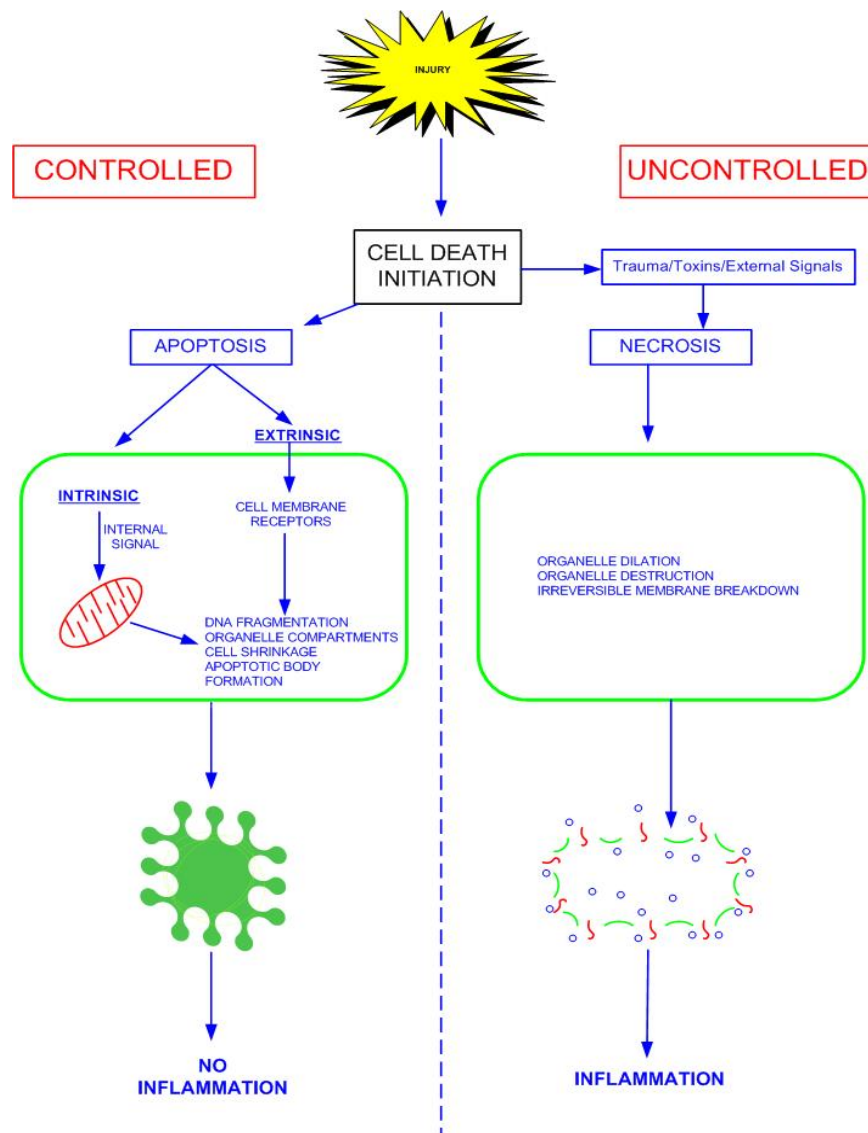 INJURY
CONTROLLED
UNCONTROLLED
CELL DEATH
INITIATION
Trauma/Toxins/External Signals
APOPTOSIS
NECROSIS
EXTRINSIC
INTRINSIC
INTERNAL
SIGNAL
CELL MEMBRANE
RECEPTORS
DNA FRAGMENTATION
ORGANELLE COMPARTMENTS
CELL SHRINKAGE
APOPTOTIC BODY
FORMATION
ORGANELLE DILATION
ORGANELLE DESTRUCTION
IRREVERSIBLE MEMBRANE BREAKDOWN
NO
INFLAMMATION
INFLAMMATION